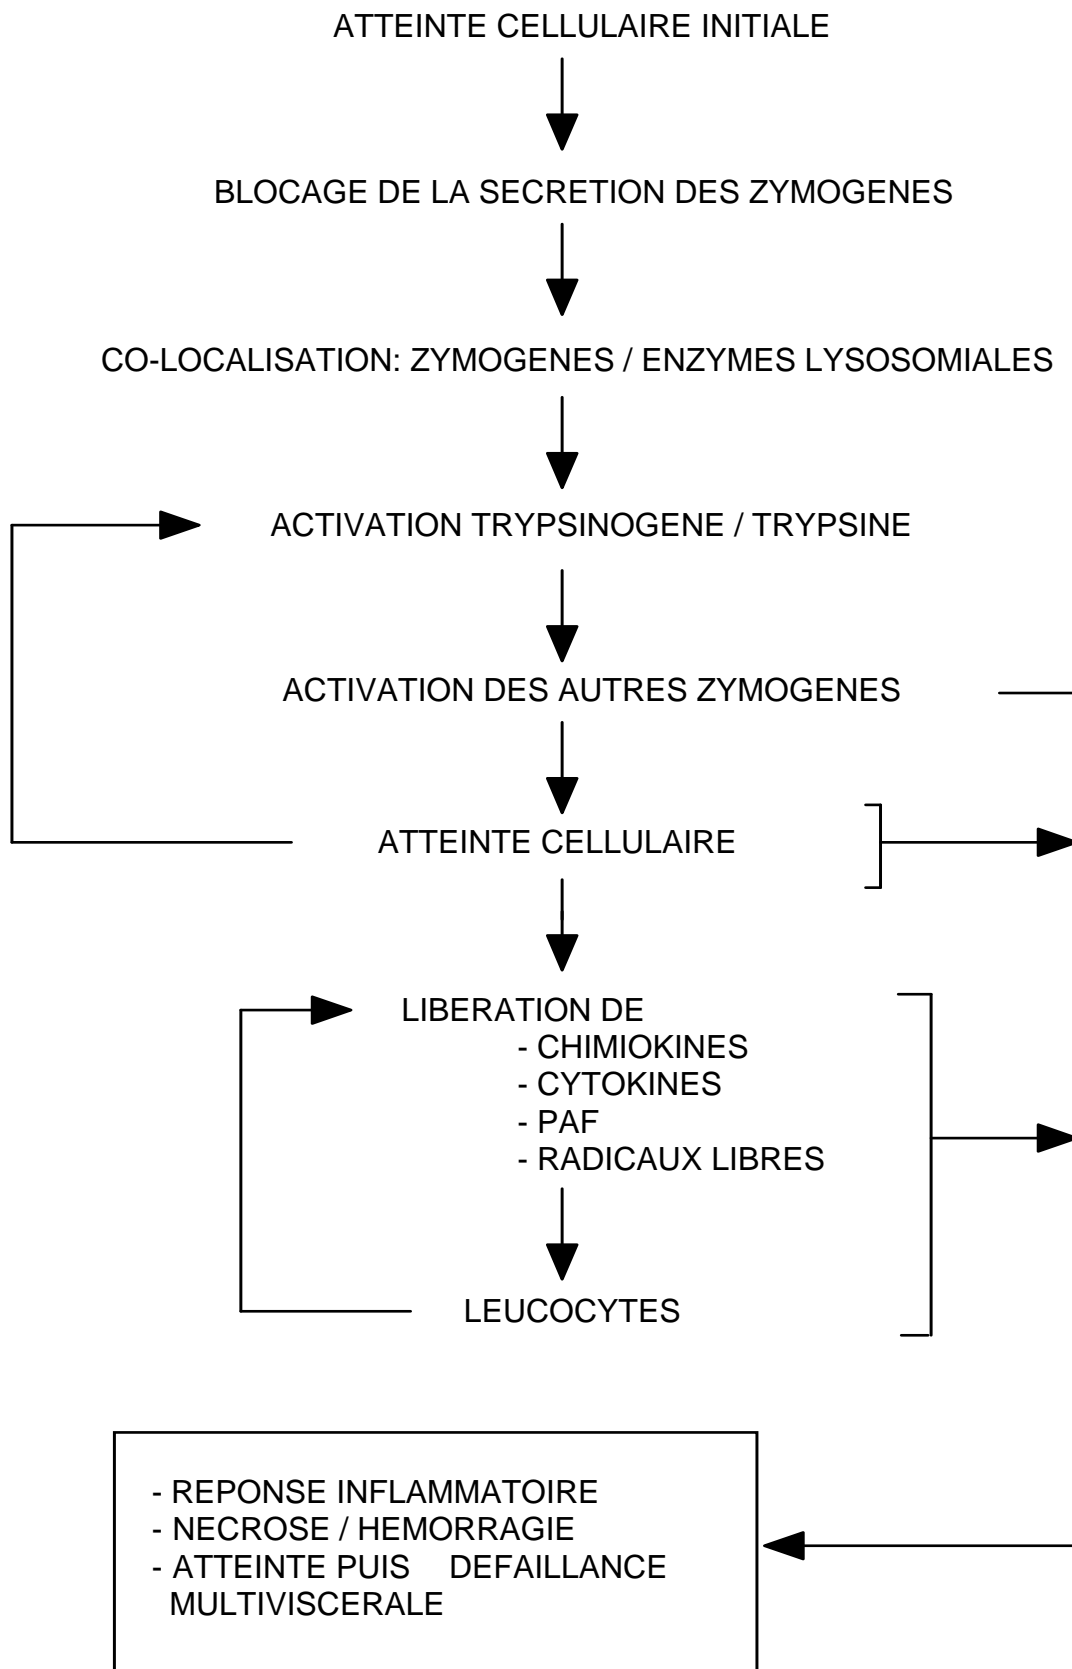 ATTEINTE CELLULAIRE INITIALE
BLOCAGE DE LA SECRETION DES ZYMOGENES
CO-LOCALISATION: ZYMOGENES / ENZYMES LYSOSOMIALES
ACTIVATION TRYPSINOGENE / TRYPSINE
ACTIVATION DES AUTRES ZYMOGENES
ATTEINTE CELLULAIRE
LIBERATION DE
- CHIMIOKINES
- CYTOKINES
- PAF
- RADICAUX LIBRES
LEUCOCYTES
- REPONSE INFLAMMATOIRE
- NECROSE / HEMORRAGIE
- ATTEINTE PUIS DEFAILLANCE
MULTIVISCERALE